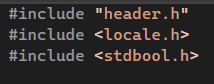 #include "header.h"
#include <locale.h>
#include <stdbool.h>